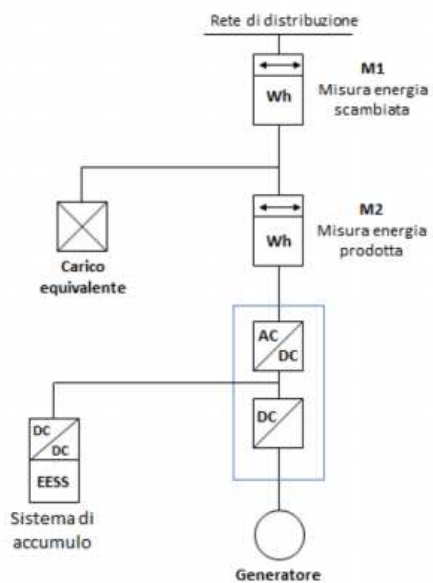 Rete di distribuzione
M1
Misura energia
scambiata
Wh
M2
Misura energia
prodotta
Wh
Carico
equivalente
AC
DC
DC
DC
DC
EESS
Sistema di
accumulo
Generatore